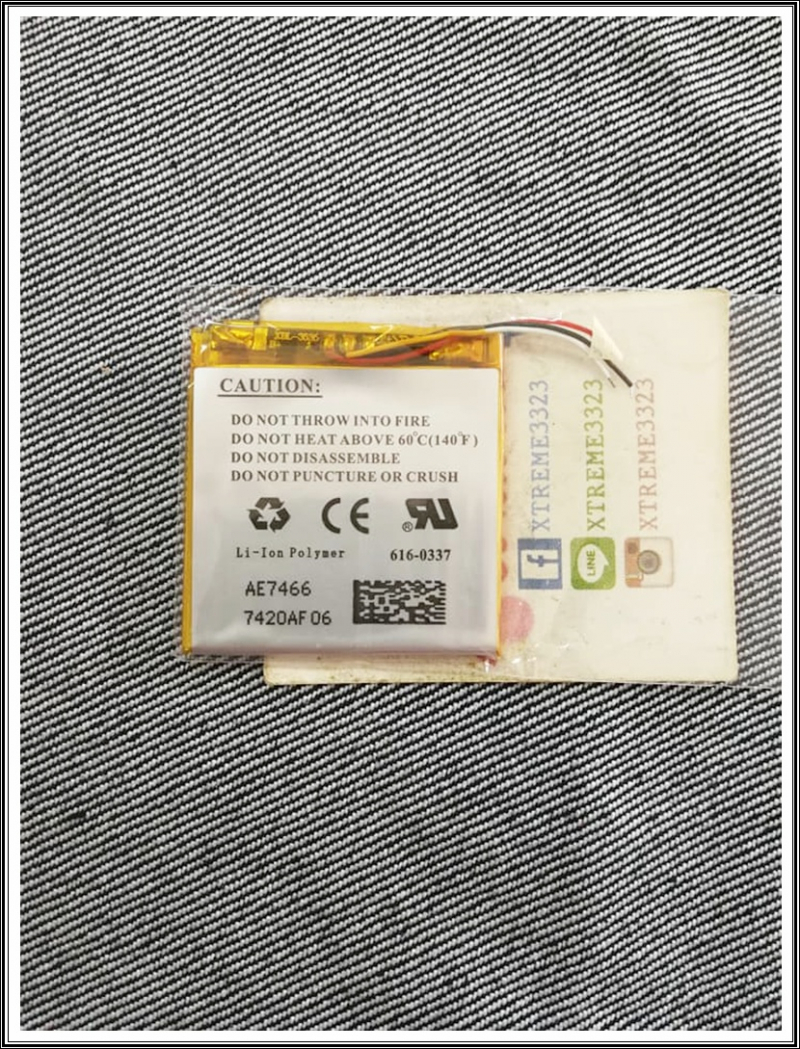 CAUTION:
DO NOT THROW INTO FIRE
DO NOT HEAT ABOVE 60°C(140°F)
DO NOT DISASSEMBLE
DO NOT PUNCTURE OR CRUSH
CE
Li-Ion Polymer 616-0337
AE7466
7420AF06
XTREME3323
LINE XTREME3323
XTREME3323